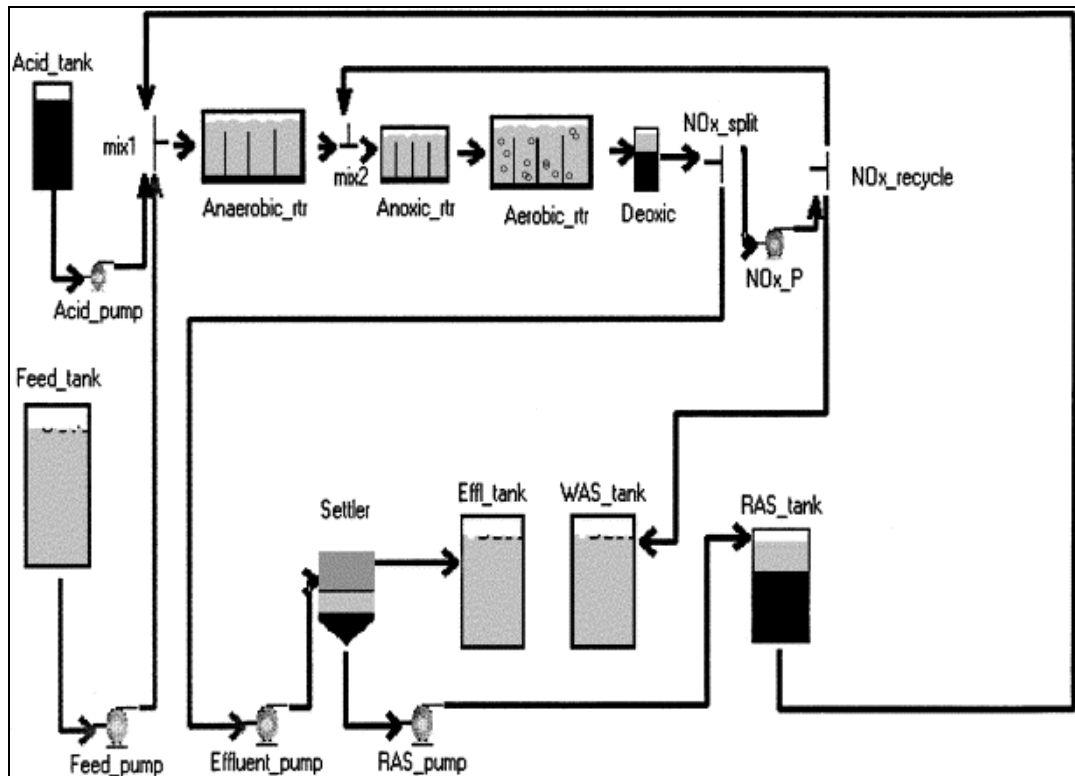 Acid_tank
mix1
Anaerobic_rtr
mix2
Anoxic_rtr
Aerobic_rtr
Deoxic
NOx_split
NOx_recycle
NOx_P
Acid_pump
Feed_tank
Settler
Effl_tank
WAS_tank
RAS_tank
Feed_pump
Effluent_pump
RAS_pump